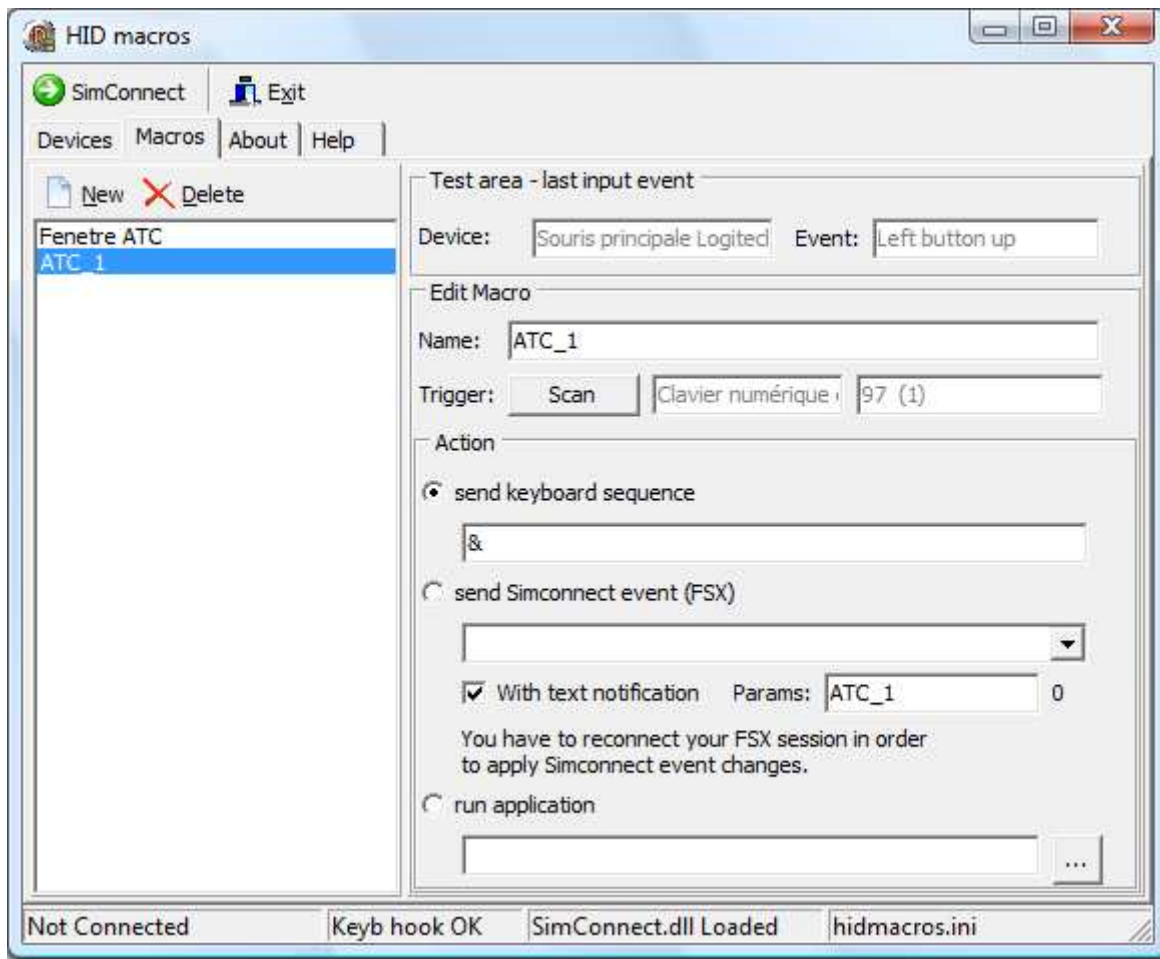 HID macros
SimConnect Exit
Devices Macros About Help
New Delete
Fenetre ATC
ATC_1
Test area - last input event
Device: Souris principale Logitech Event: Left button up
Edit Macro
Name: ATC_1
Trigger: Scan Clavier numérique 97 (1)
Action
send keyboard sequence
&
send Simconnect event (FSX)
With text notification Params: ATC_1 0
You have to reconnect your FSX session in order
to apply Simconnect event changes.
run application
...
Not Connected Keyb hook OK SimConnect.dll Loaded hidmacros.ini